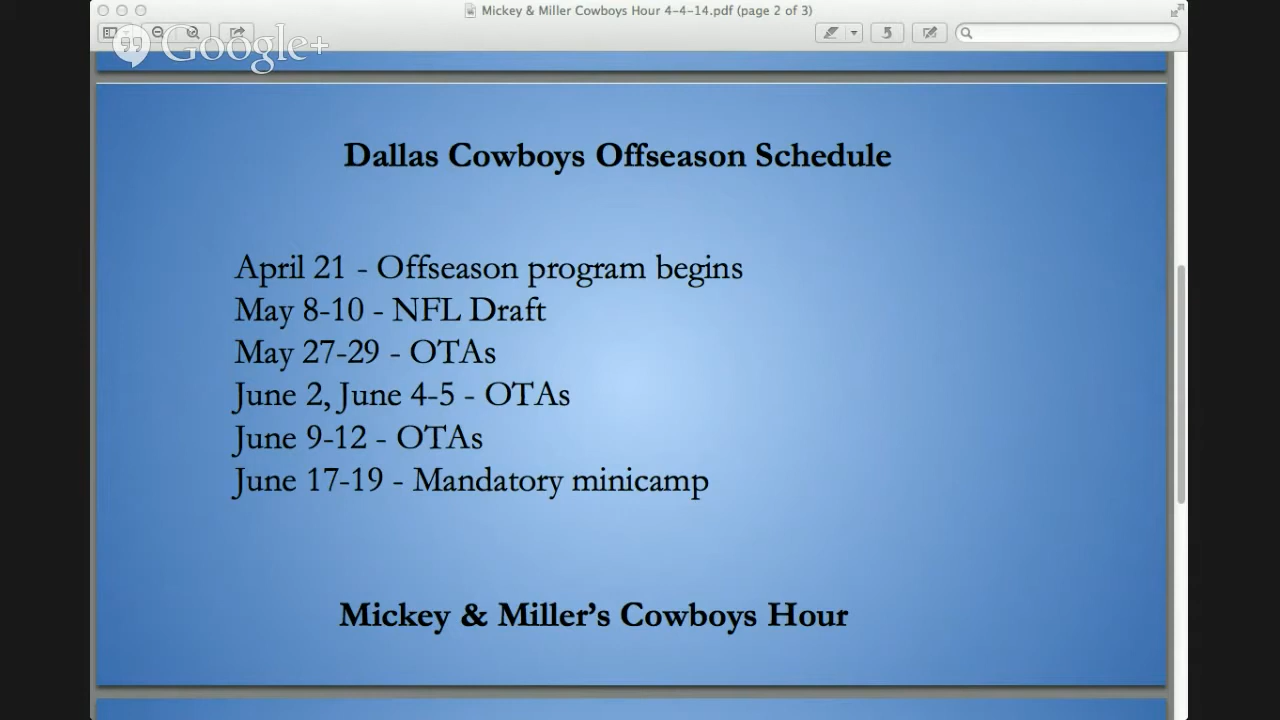 Mickey & Miller Cowboys Hour 4-4-14.pdf (page 2 of 3)
Google+
Dallas Cowboys Offseason Schedule
April 21 - Offseason program begins
May 8-10 - NFL Draft
May 27-29 - OTAs
June 2, June 4-5 - OTAs
June 9-12 - OTAs
June 17-19 - Mandatory minicamp
Mickey & Miller's Cowboys Hour